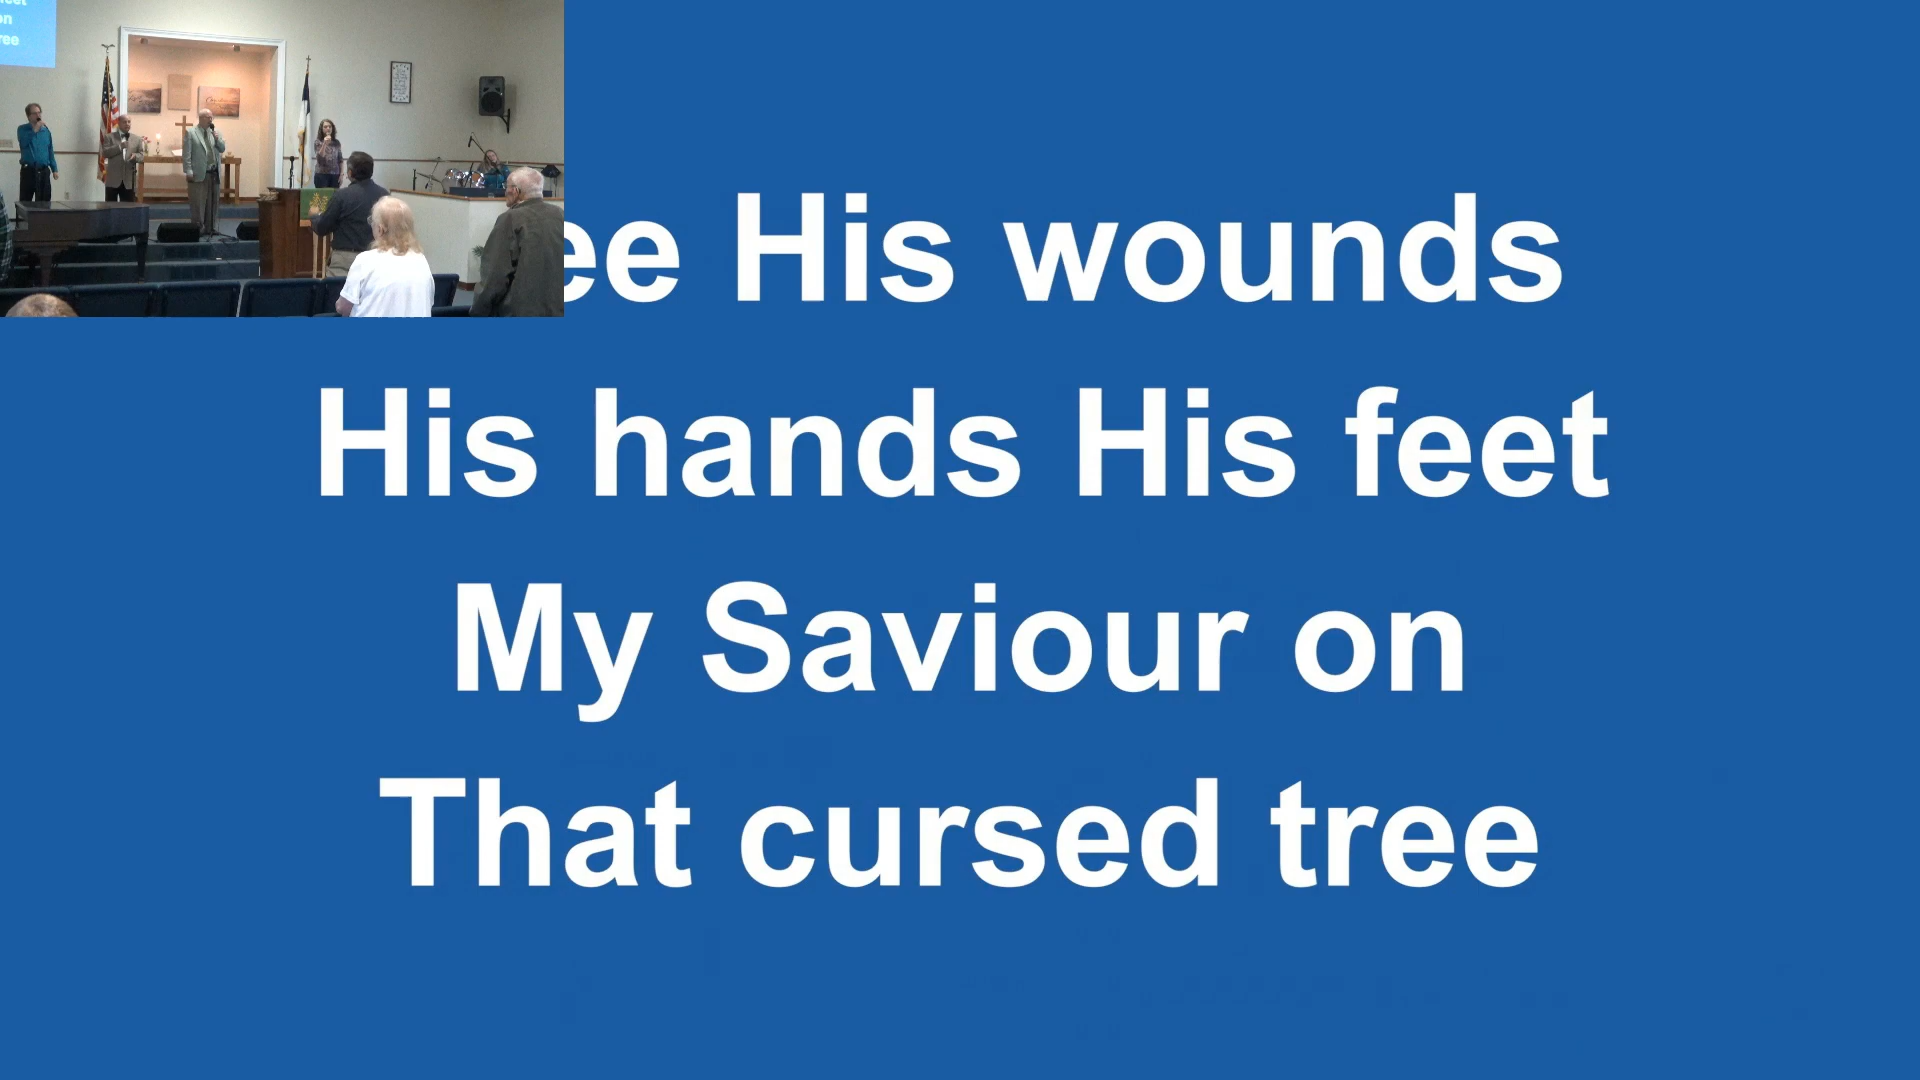 ee His wounds
His hands His feet
My Saviour on
That cursed tree